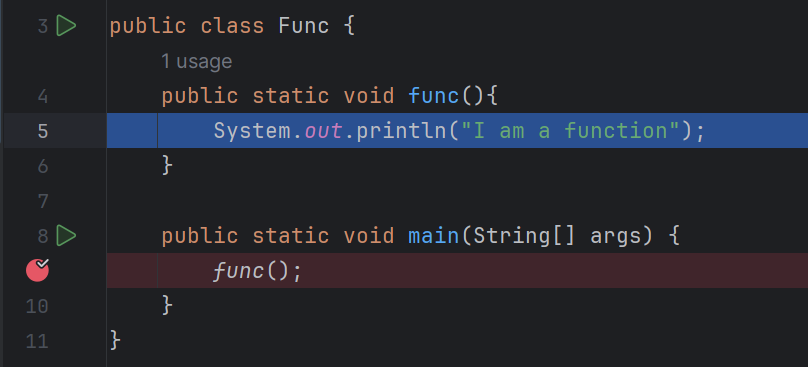 3 public class Func {
1 usage
4 public static void func(){
5 System.out.println("I am a function");
6 }
7
8 public static void main(String[] args) {
func();
10 }
11 }